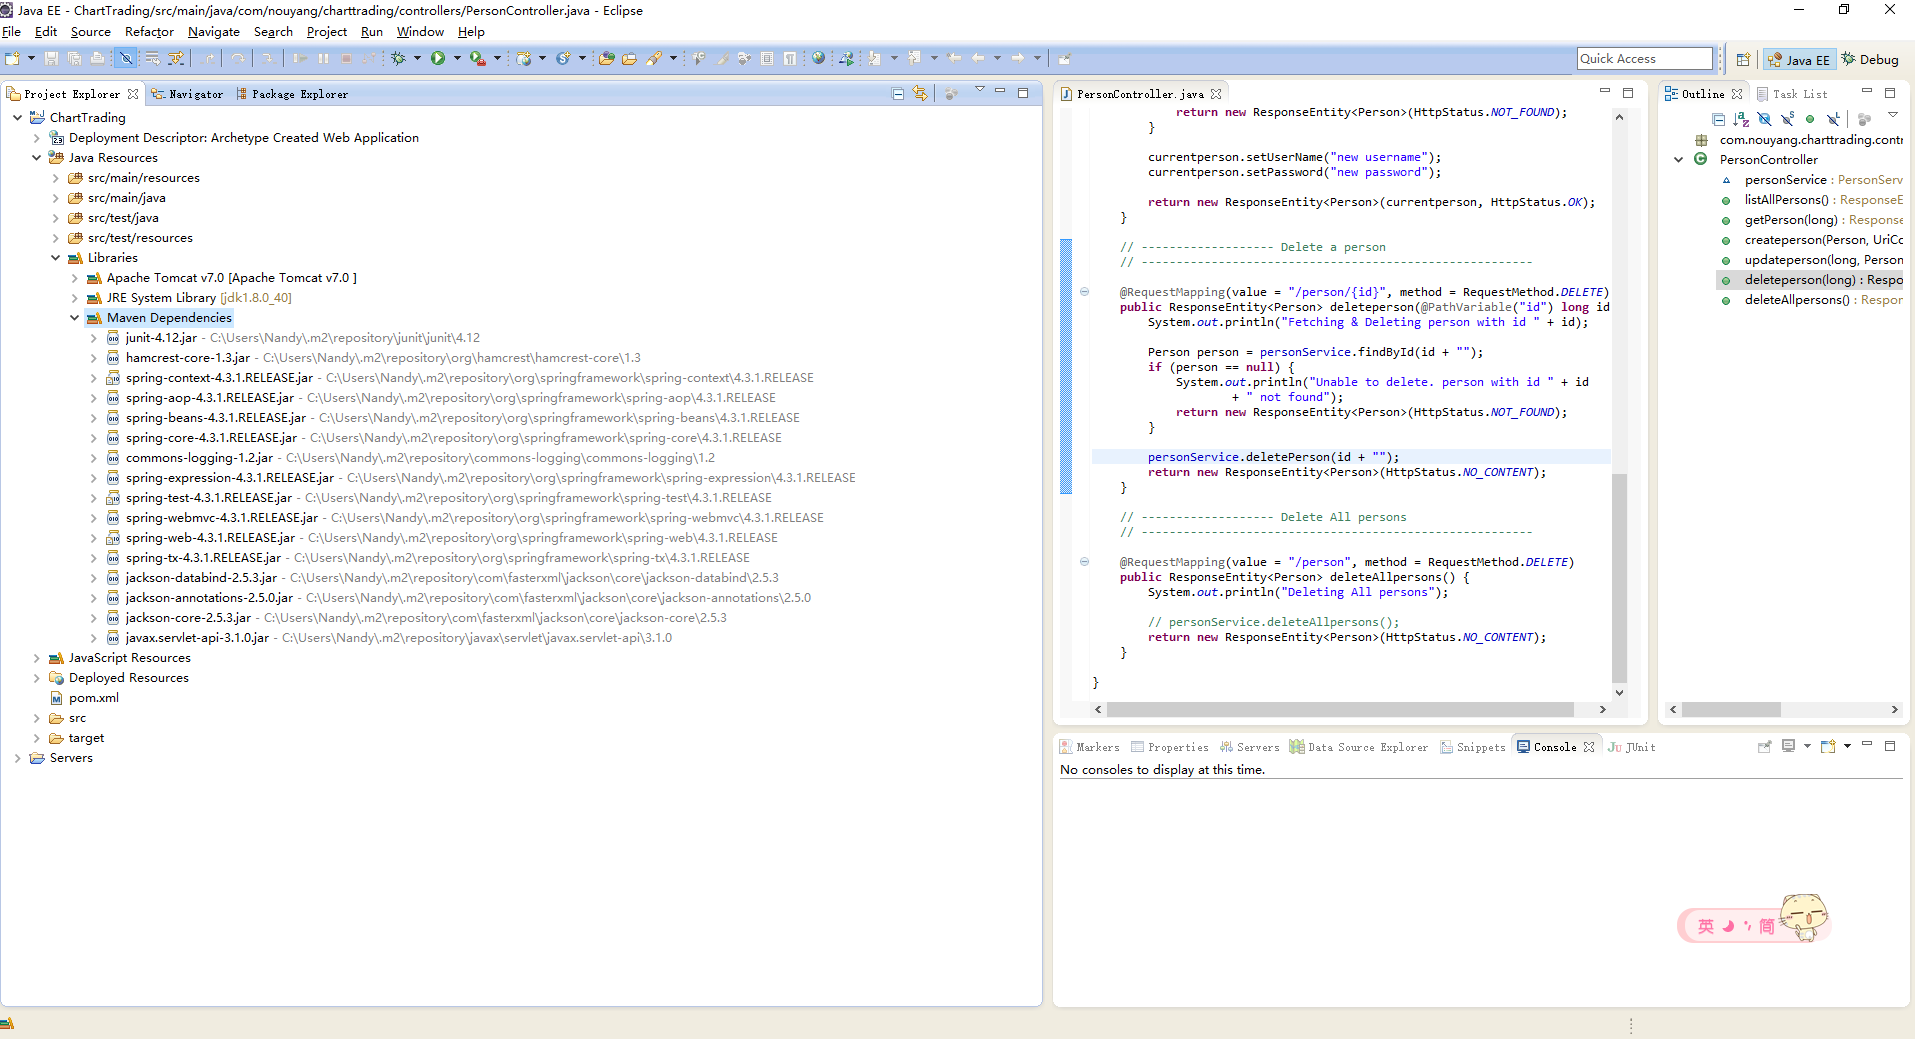 Java EE - ChartTrading/src/main/java/com/nouyang/charttrading/controllers/PersonController.java - Eclipse
File Edit Source Refactor Navigate Search Project Run Window Help
Quick Access
Java EE
Debug
Project Explorer
Navigator
Package Explorer
ChartTrading
Deployment Descriptor: Archetype Created Web Application
Java Resources
src/main/resources
src/main/java
src/test/java
src/test/resources
Libraries
Apache Tomcat v7.0 [Apache Tomcat v7.0 ]
JRE System Library [jdk1.8.0_40]
Maven Dependencies
junit-4.12.jar - C:\Users\Nandy\.m2\repository\junit\junit\4.12
hamcrest-core-1.3.jar - C:\Users\Nandy\.m2\repository\org\hamcrest\hamcrest-core\1.3
spring-context-4.3.1.RELEASE.jar - C:\Users\Nandy\.m2\repository\org\springframework\spring-context\4.3.1.RELEASE
spring-aop-4.3.1.RELEASE.jar - C:\Users\Nandy\.m2\repository\org\springframework\spring-aop\4.3.1.RELEASE
spring-beans-4.3.1.RELEASE.jar - C:\Users\Nandy\.m2\repository\org\springframework\spring-beans\4.3.1.RELEASE
spring-core-4.3.1.RELEASE.jar - C:\Users\Nandy\.m2\repository\org\springframework\spring-core\4.3.1.RELEASE
commons-logging-1.2.jar - C:\Users\Nandy\.m2\repository\commons-logging\commons-logging\1.2
spring-expression-4.3.1.RELEASE.jar - C:\Users\Nandy\.m2\repository\org\springframework\spring-expression\4.3.1.RELEASE
spring-test-4.3.1.RELEASE.jar - C:\Users\Nandy\.m2\repository\org\springframework\spring-test\4.3.1.RELEASE
spring-webmvc-4.3.1.RELEASE.jar - C:\Users\Nandy\.m2\repository\org\springframework\spring-webmvc\4.3.1.RELEASE
spring-web-4.3.1.RELEASE.jar - C:\Users\Nandy\.m2\repository\org\springframework\spring-web\4.3.1.RELEASE
spring-tx-4.3.1.RELEASE.jar - C:\Users\Nandy\.m2\repository\org\springframework\spring-tx\4.3.1.RELEASE
jackson-databind-2.5.3.jar - C:\Users\Nandy\.m2\repository\com\fasterxml\jackson\core\jackson-databind\2.5.3
jackson-annotations-2.5.0.jar - C:\Users\Nandy\.m2\repository\com\fasterxml\jackson\core\jackson-annotations\2.5.0
jackson-core-2.5.3.jar - C:\Users\Nandy\.m2\repository\com\fasterxml\jackson\core\jackson-core\2.5.3
javax.servlet-api-3.1.0.jar - C:\Users\Nandy\.m2\repository\javax\servlet\javax.servlet-api\3.1.0
JavaScript Resources
Deployed Resources
pom.xml
src
target
Servers
PersonController.java
return new ResponseEntity<Person>(HttpStatus.NOT_FOUND);
}
currentperson.setUserName("new username");
currentperson.setPassword("new password");
return new ResponseEntity<Person>(currentperson, HttpStatus.OK);
}
// ------------------- Delete a person
// --------------------------------------------------------
@RequestMapping(value = "/person/{id}", method = RequestMethod.DELETE)
public ResponseEntity<Person> deleteperson(@PathVariable("id") long id
System.out.println("Fetching & Deleting person with id " + id);
Person person = personService.findById(id + "");
if (person == null) {
System.out.println("Unable to delete. person with id " + id
+ " not found");
return new ResponseEntity<Person>(HttpStatus.NOT_FOUND);
}
personService.deletePerson(id + "");
return new ResponseEntity<Person>(HttpStatus.NO_CONTENT);
}
// ------------------- Delete All persons
// --------------------------------------------------------
@RequestMapping(value = "/person", method = RequestMethod.DELETE)
public ResponseEntity<Person> deleteAllpersons() {
System.out.println("Deleting All persons");
// personService.deleteAllpersons();
return new ResponseEntity<Person>(HttpStatus.NO_CONTENT);
}
}
Outline
Task List
com.nouyang.charttrading.contr
PersonController
personService : PersonServ
listAllPersons() : ResponseE
getPerson(long) : Response
createperson(Person, UriCo
updateperson(long, Person
deleteperson(long) : Respo
deleteAllpersons() : Respon
Markers
Properties
Servers
Data Source Explorer
Snippets
Console
JUnit
No consoles to display at this time.
英 简